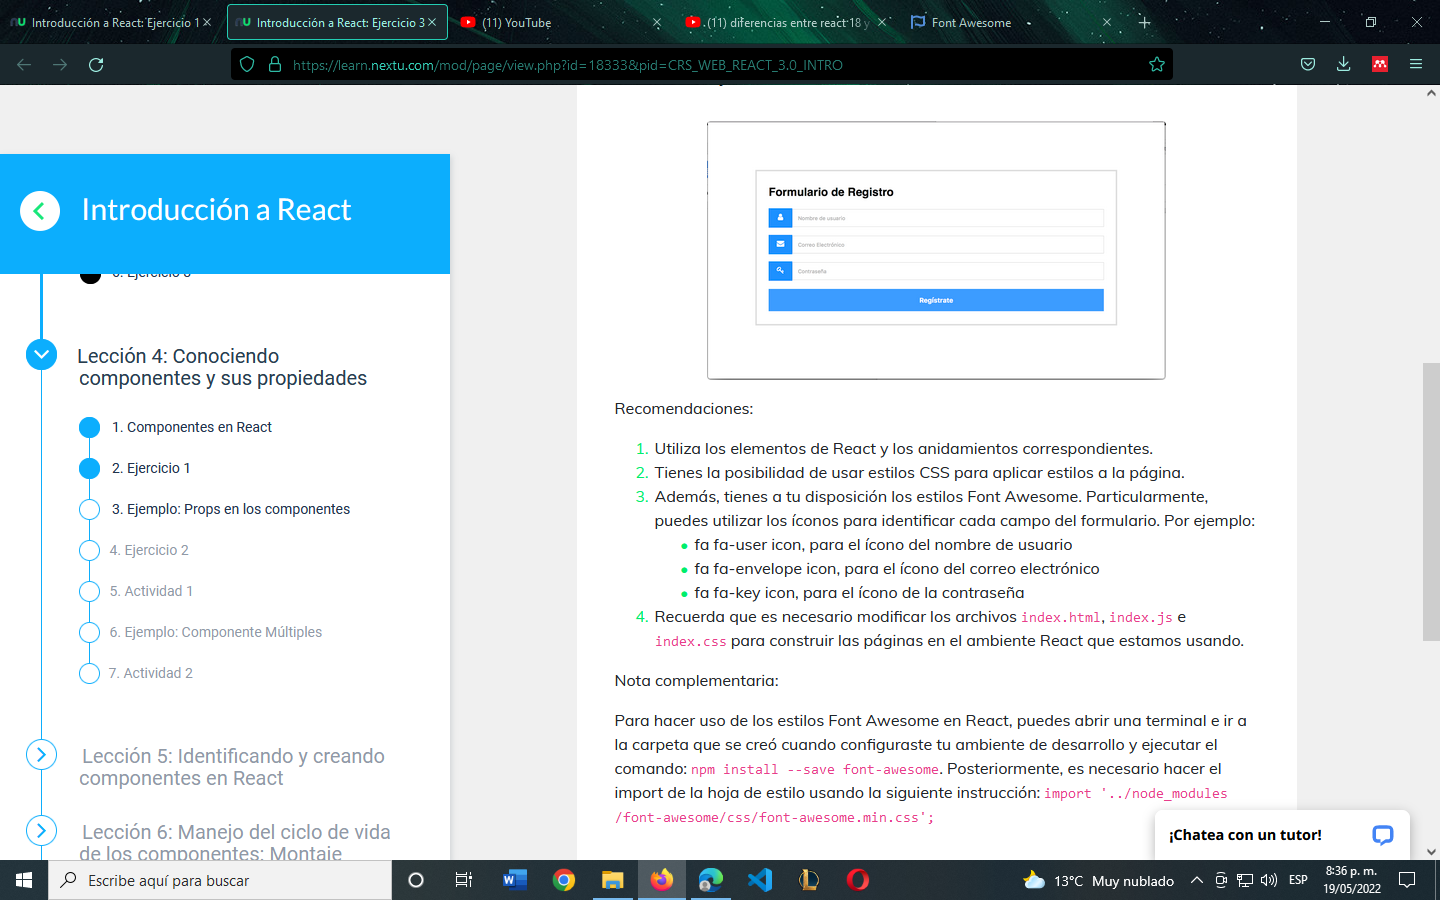 Introducción a React: Ejercicio 1
Introducción a React: Ejercicio 3
(11) YouTube
(11) diferencias entre react 18 y
Font Awesome
https://learn.nextu.com/mod/page/view.php?id=18333&pid=CRS_WEB_REACT_3.0_INTRO
Introducción a React
Lección 4: Conociendo
componentes y sus propiedades
1. Componentes en React
2. Ejercicio 1
3. Ejemplo: Props en los componentes
4. Ejercicio 2
5. Actividad 1
6. Ejemplo: Componente Múltiples
7. Actividad 2
Lección 5: Identificando y creando
componentes en React
Lección 6: Manejo del ciclo de vida
de los componentes: Montaje
Formulario de Registro
Nombre de usuario
Correo Electrónico
Contraseña
Regístrate
Recomendaciones:
1. Utiliza los elementos de React y los anidamientos correspondientes.
2. Tienes la posibilidad de usar estilos CSS para aplicar estilos a la página.
3. Además, tienes a tu disposición los estilos Font Awesome. Particularmente,
puedes utilizar los íconos para identificar cada campo del formulario. Por ejemplo:
fa fa-user icon, para el ícono del nombre de usuario
fa fa-envelope icon, para el ícono del correo electrónico
fa fa-key icon, para el ícono de la contraseña
4. Recuerda que es necesario modificar los archivos index.html, index.js e
index.css para construir las páginas en el ambiente React que estamos usando.
Nota complementaria:
Para hacer uso de los estilos Font Awesome en React, puedes abrir una terminal e ir a
la carpeta que se creó cuando configuraste tu ambiente de desarrollo y ejecutar el
comando: npm install --save font-awesome. Posteriormente, es necesario hacer el
import de la hoja de estilo usando la siguiente instrucción: import '../node_modules
/font-awesome/css/font-awesome.min.css';
¡Chatea con un tutor!
Escribe aquí para buscar
13°C Muy nublado
ESP
8:36 p. m.
19/05/2022